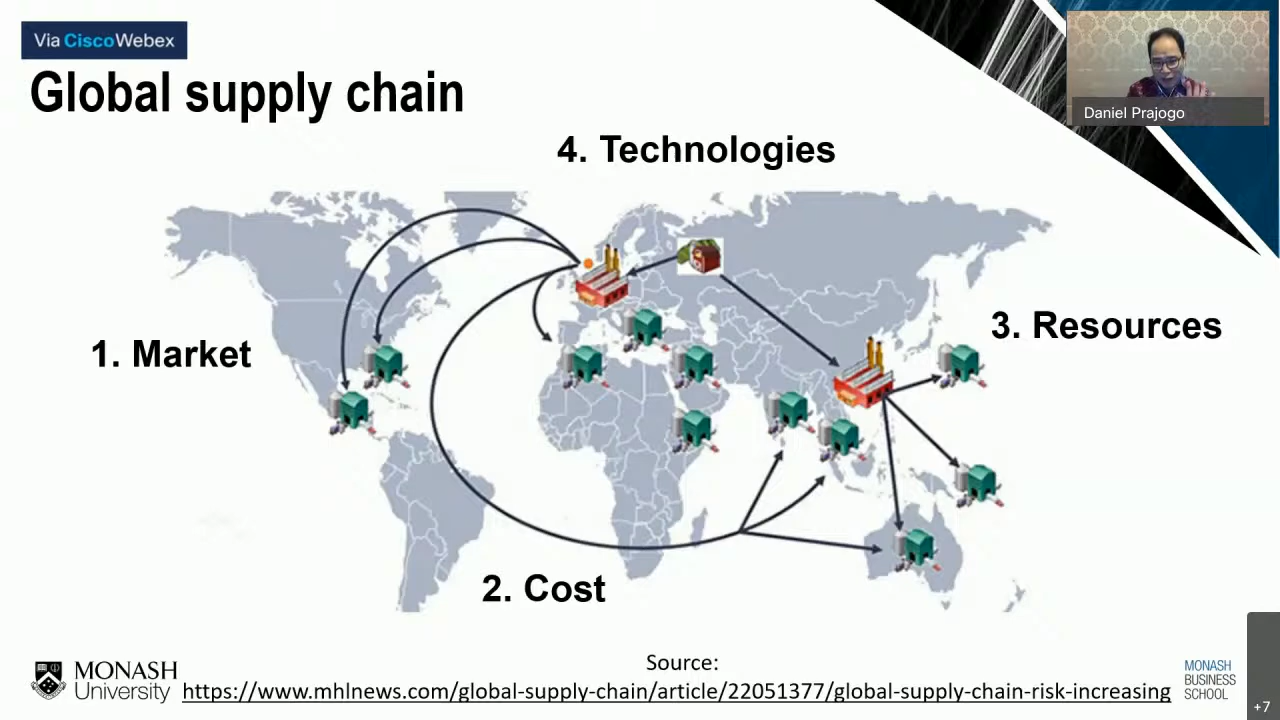 Via CiscoWebex
Global supply chain
Daniel Prajogo
4. Technologies
3. Resources
1. Market
2. Cost
MONASH
University
Source:
https://www.mhlnews.com/global-supply-chain/article/22051377/global-supply-chain-risk-increasing
MONASH
BUSINESS
SCHOOL
+7